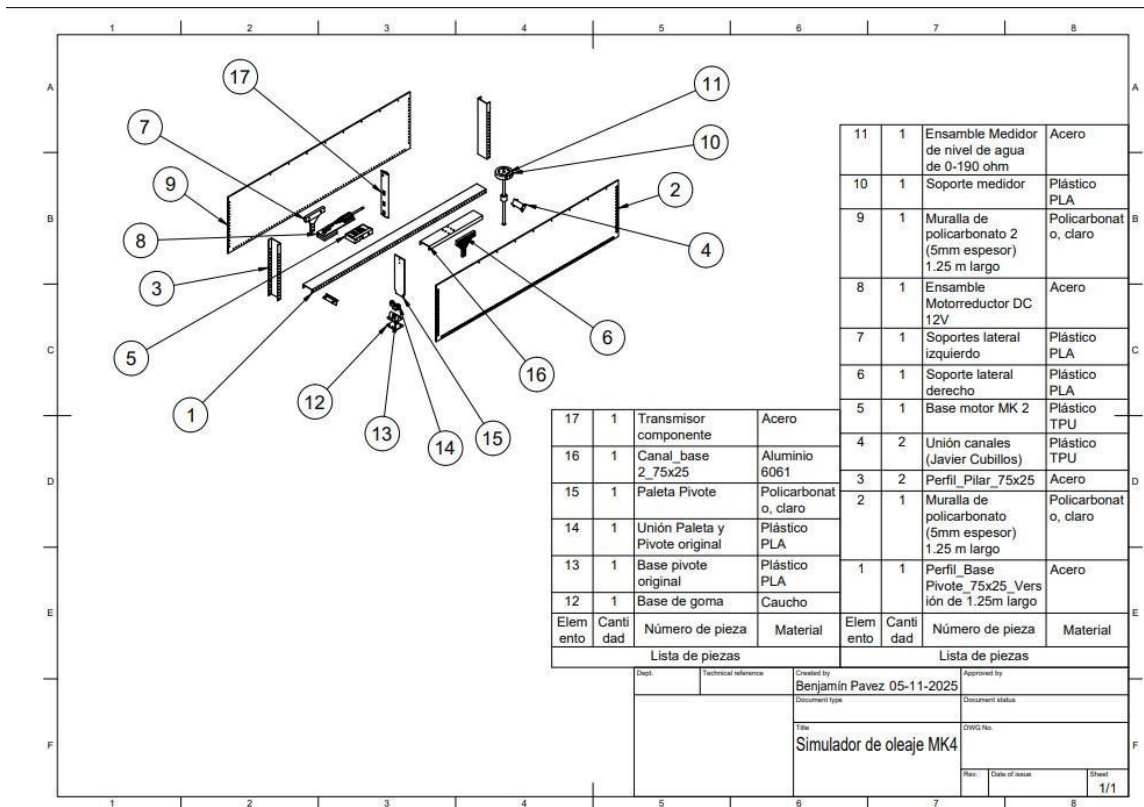 1 2 3 4 5 6 7 8
A A
B B
C C
D D
E E
F F
1 2 3 4 5 6 7 8
17
11
7
10
9
2
8
4
3
6
5
16
1
12
13
14
15
11 1 Ensamble Medidor Acero
de nivel de agua
de 0-190 ohm
10 1 Soporte medidor Plástico
PLA
9 1 Muralla de Policarbonat
policarbonato 2 o, claro
(5mm espesor)
1.25 m largo
8 1 Ensamble Acero
Motorreductor DC
12V
7 1 Soportes lateral Plástico
izquierdo PLA
6 1 Soporte lateral Plástico
derecho PLA
5 1 Base motor MK 2 Plástico
TPU
4 2 Unión canales Plástico
(Javier Cubillos) TPU
3 2 Perfil_Pilar_75x25 Acero
2 1 Muralla de Policarbonat
policarbonato o, claro
(5mm espesor)
1.25 m largo
1 1 Perfil_Base Acero
Pivote_75x25_Vers
ión de 1.25m largo
Elem Canti Número de pieza Material
ento dad
Lista de piezas
17 1 Transmisor Acero
componente
16 1 Canal_base Aluminio
2_75x25 6061
15 1 Paleta Pivote Policarbonat
o, claro
14 1 Unión Paleta y Plástico
Pivote original PLA
13 1 Base pivote Plástico
original PLA
12 1 Base de goma Caucho
Elem Canti Número de pieza Material
ento dad
Lista de piezas
Dept. Technical reference Created by Approved by
Benjamín Pavez 05-11-2025
Document type Document status
Title DWG No.
Simulador de oleaje MK4
Rev. Date of issue Sheet
1/1